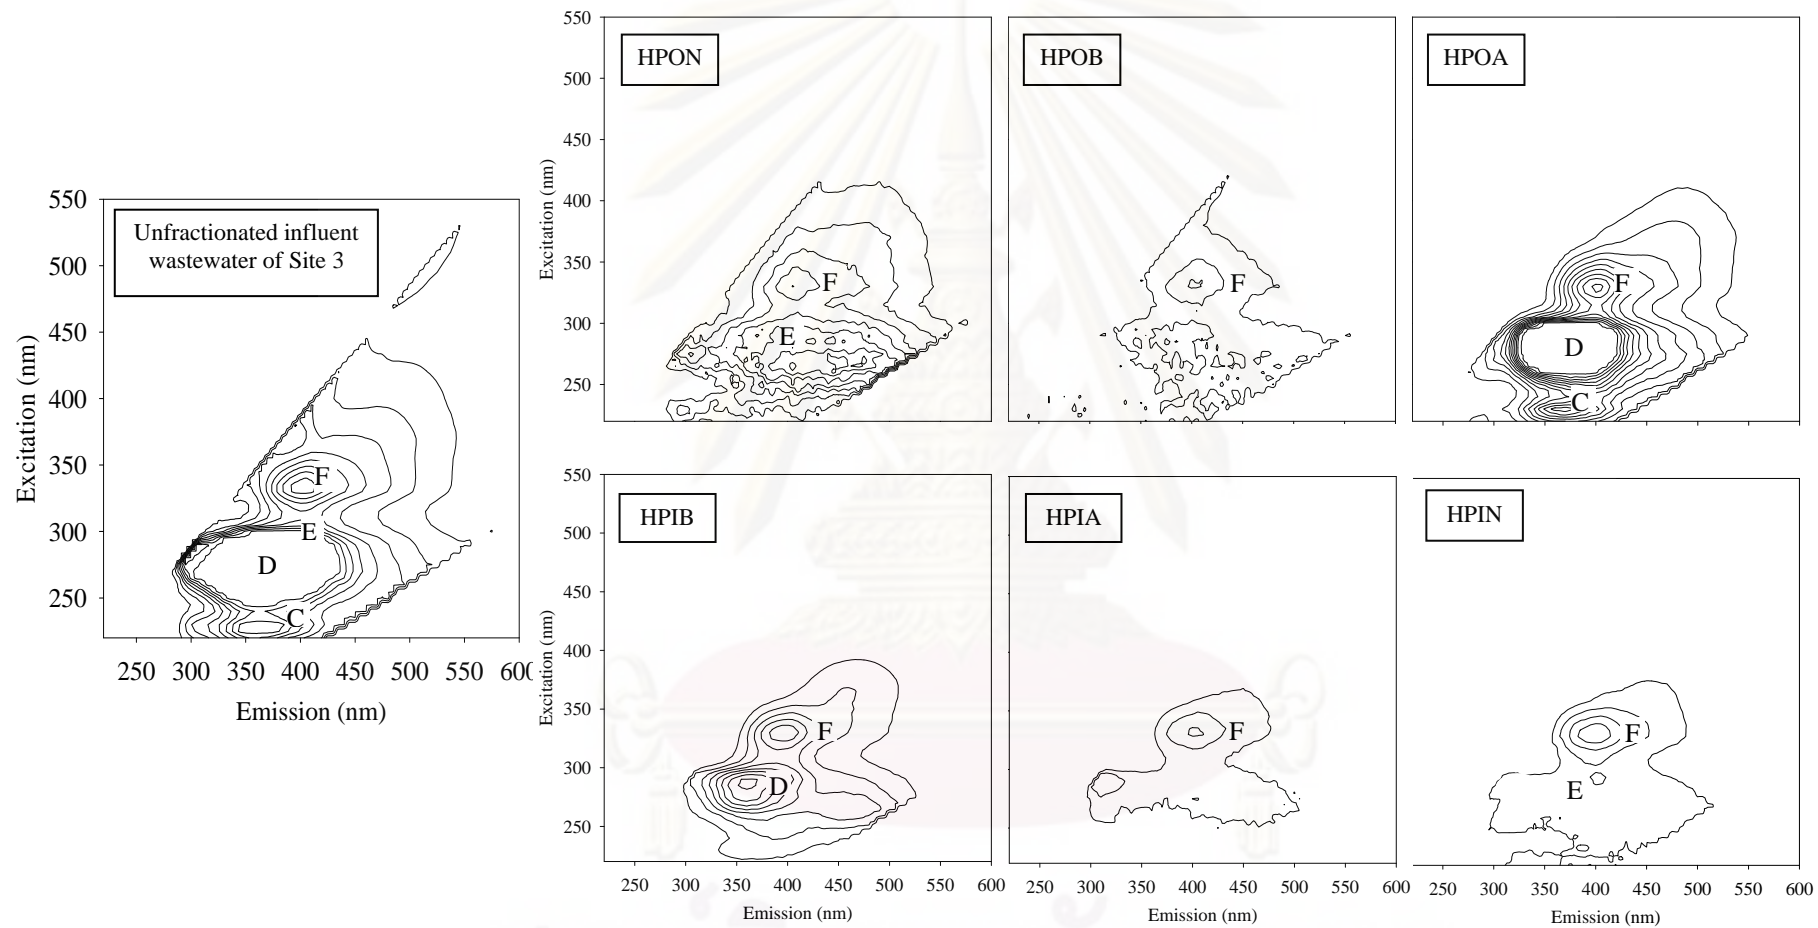 Unfractionated influent
wastewater of Site 3
550
500
450
400
350
300
250
Excitation (nm)
F
E
D
C
250 300 350 400 450 500 550 600
Emission (nm)
HPON
550
500
450
400
350
300
250
Excitation (nm)
F
E
HPOB
F
HPOA
F
D
C
HPIB
550
500
450
400
350
300
250
Excitation (nm)
F
D
250 300 350 400 450 500 550 600
Emission (nm)
HPIA
F
250 300 350 400 450 500 550 600
Emission (nm)
HPIN
F
E
250 300 350 400 450 500 550 600
Emission (nm)